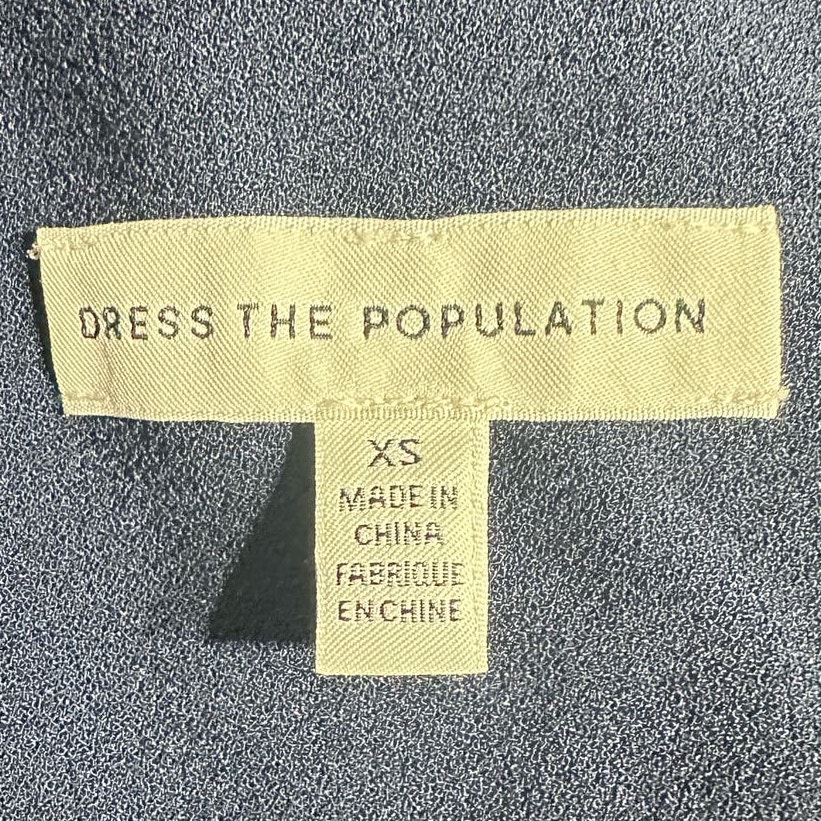 DRESS THE POPULATION
XS
MADE IN
CHINA
FABRIQUE
EN CHINE